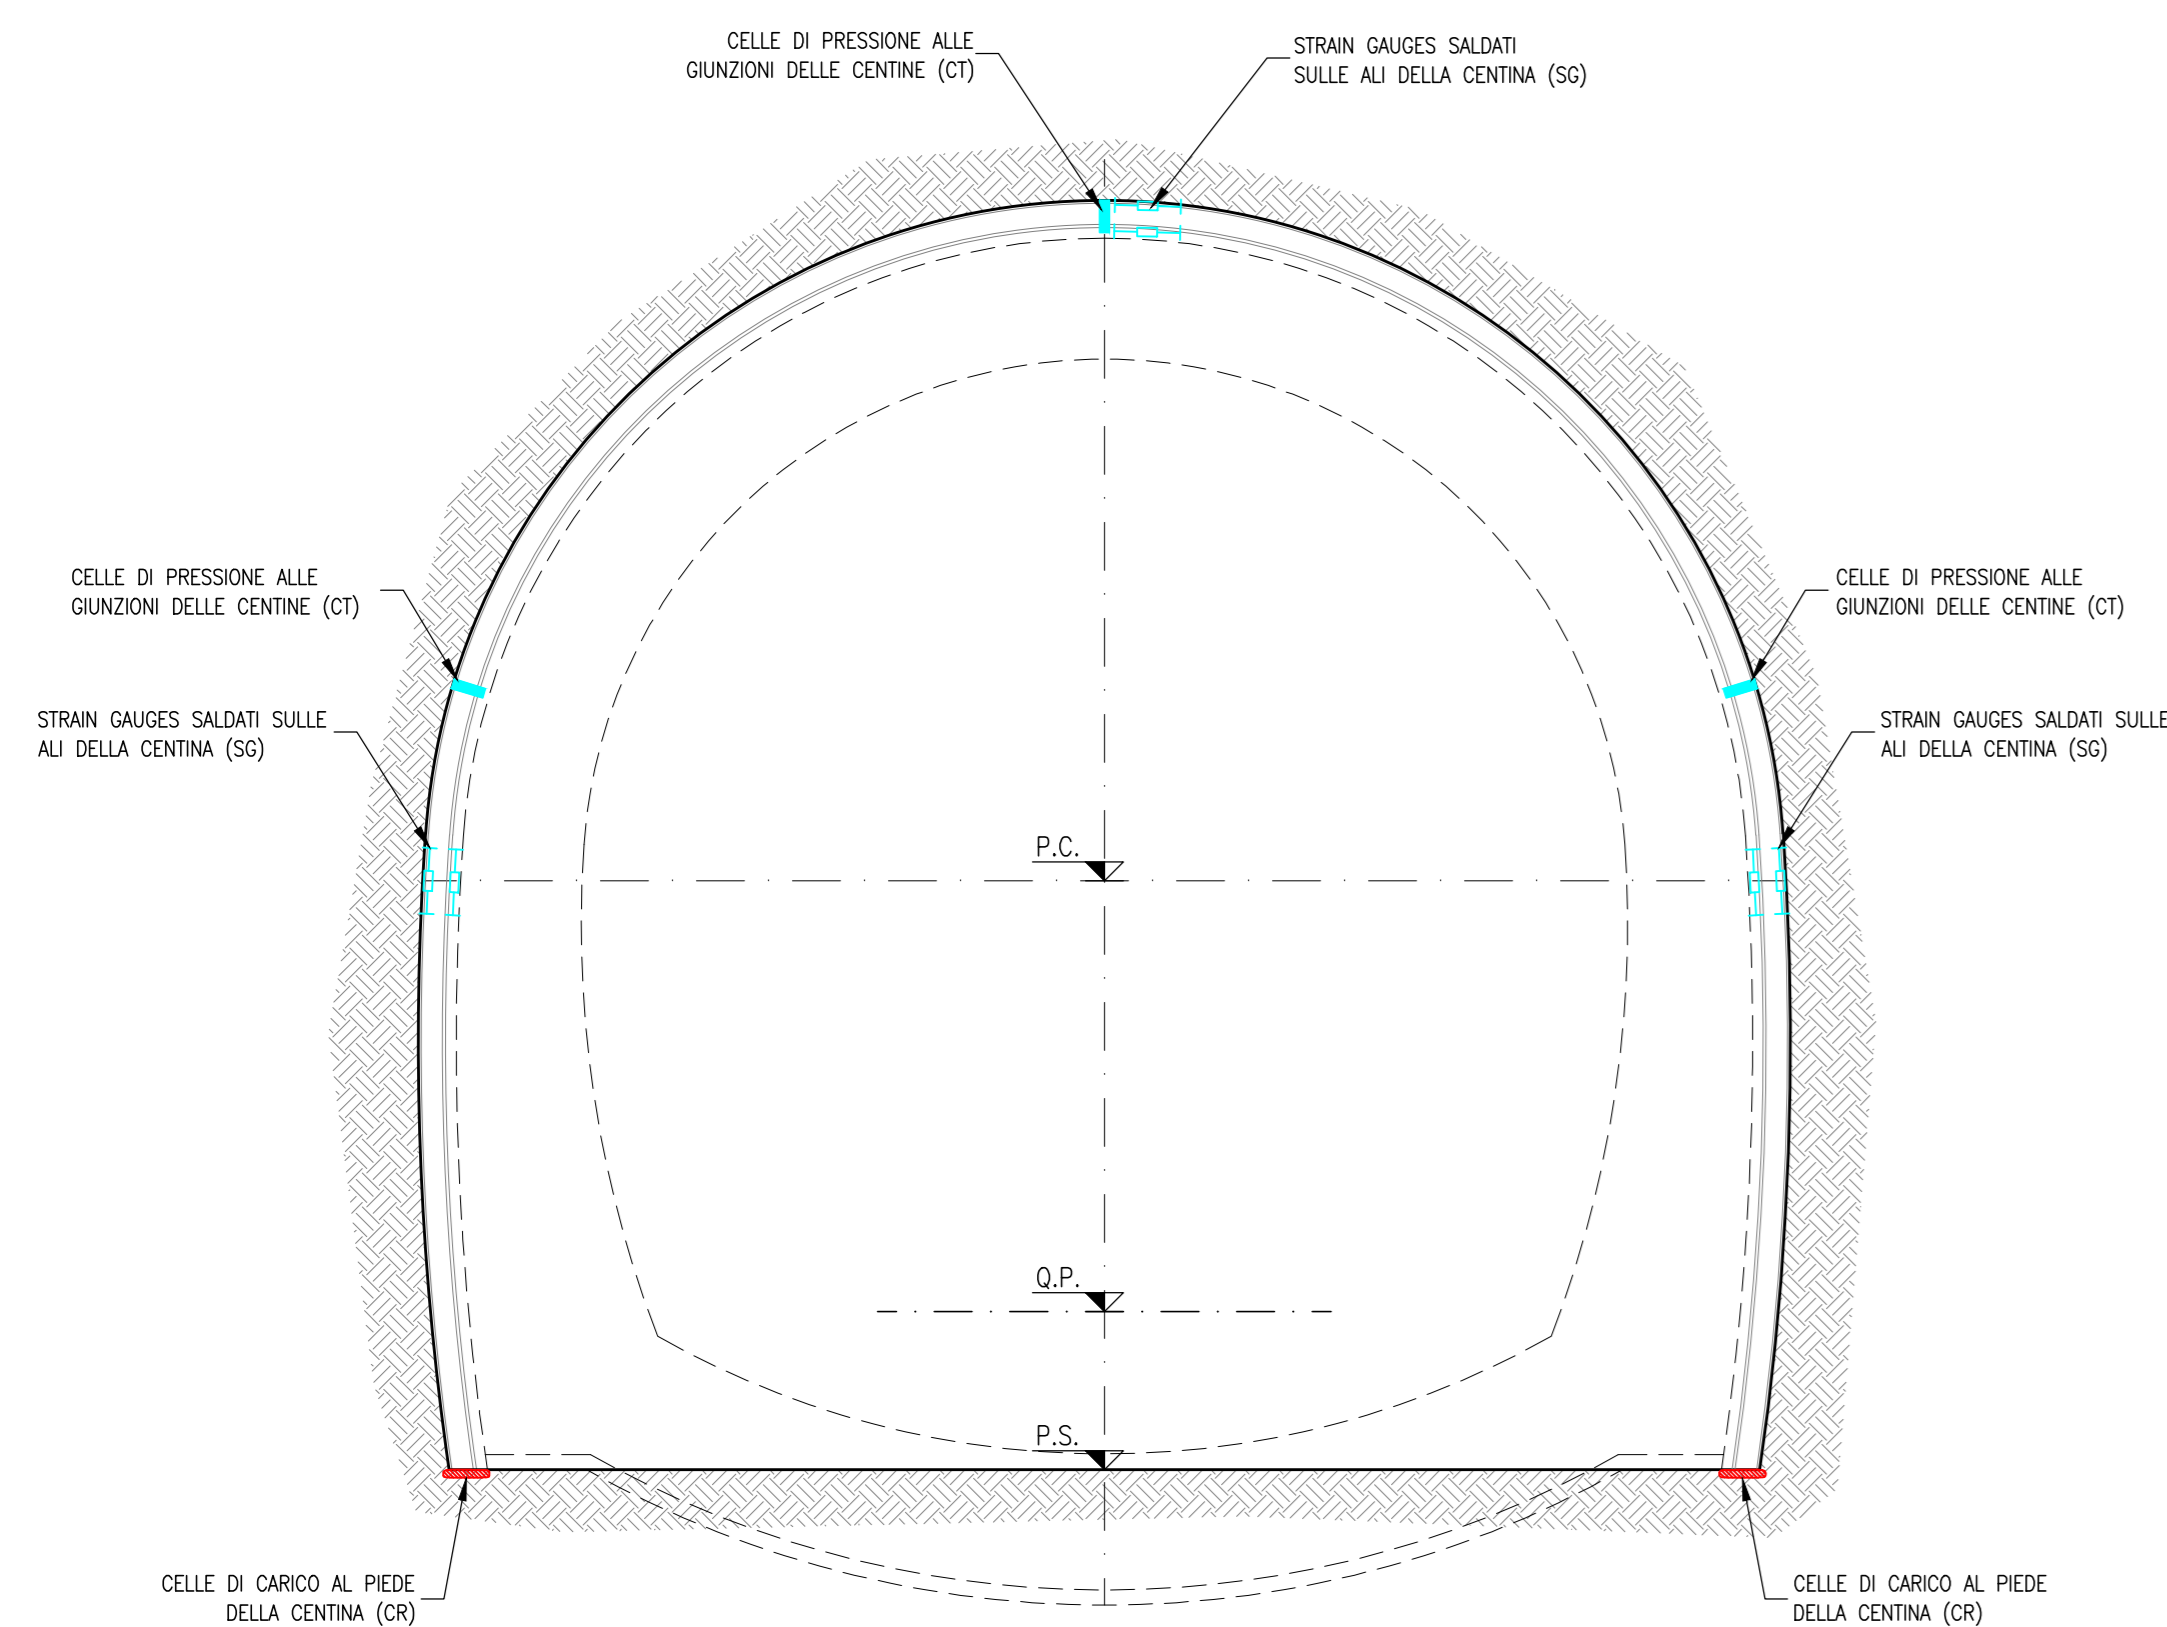 CELLE DI PRESSIONE ALLE
GIUNZIONI DELLE CENTINE (CT)
STRAIN GAUGES SALDATI
SULLE ALI DELLA CENTINA (SG)
CELLE DI PRESSIONE ALLE
GIUNZIONI DELLE CENTINE (CT)
CELLE DI PRESSIONE ALLE
GIUNZIONI DELLE CENTINE (CT)
STRAIN GAUGES SALDATI SULLE
ALI DELLA CENTINA (SG)
STRAIN GAUGES SALDATI SULLE
ALI DELLA CENTINA (SG)
P.C.
Q.P.
P.S.
CELLE DI CARICO AL PIEDE
DELLA CENTINA (CR)
CELLE DI CARICO AL PIEDE
DELLA CENTINA (CR)